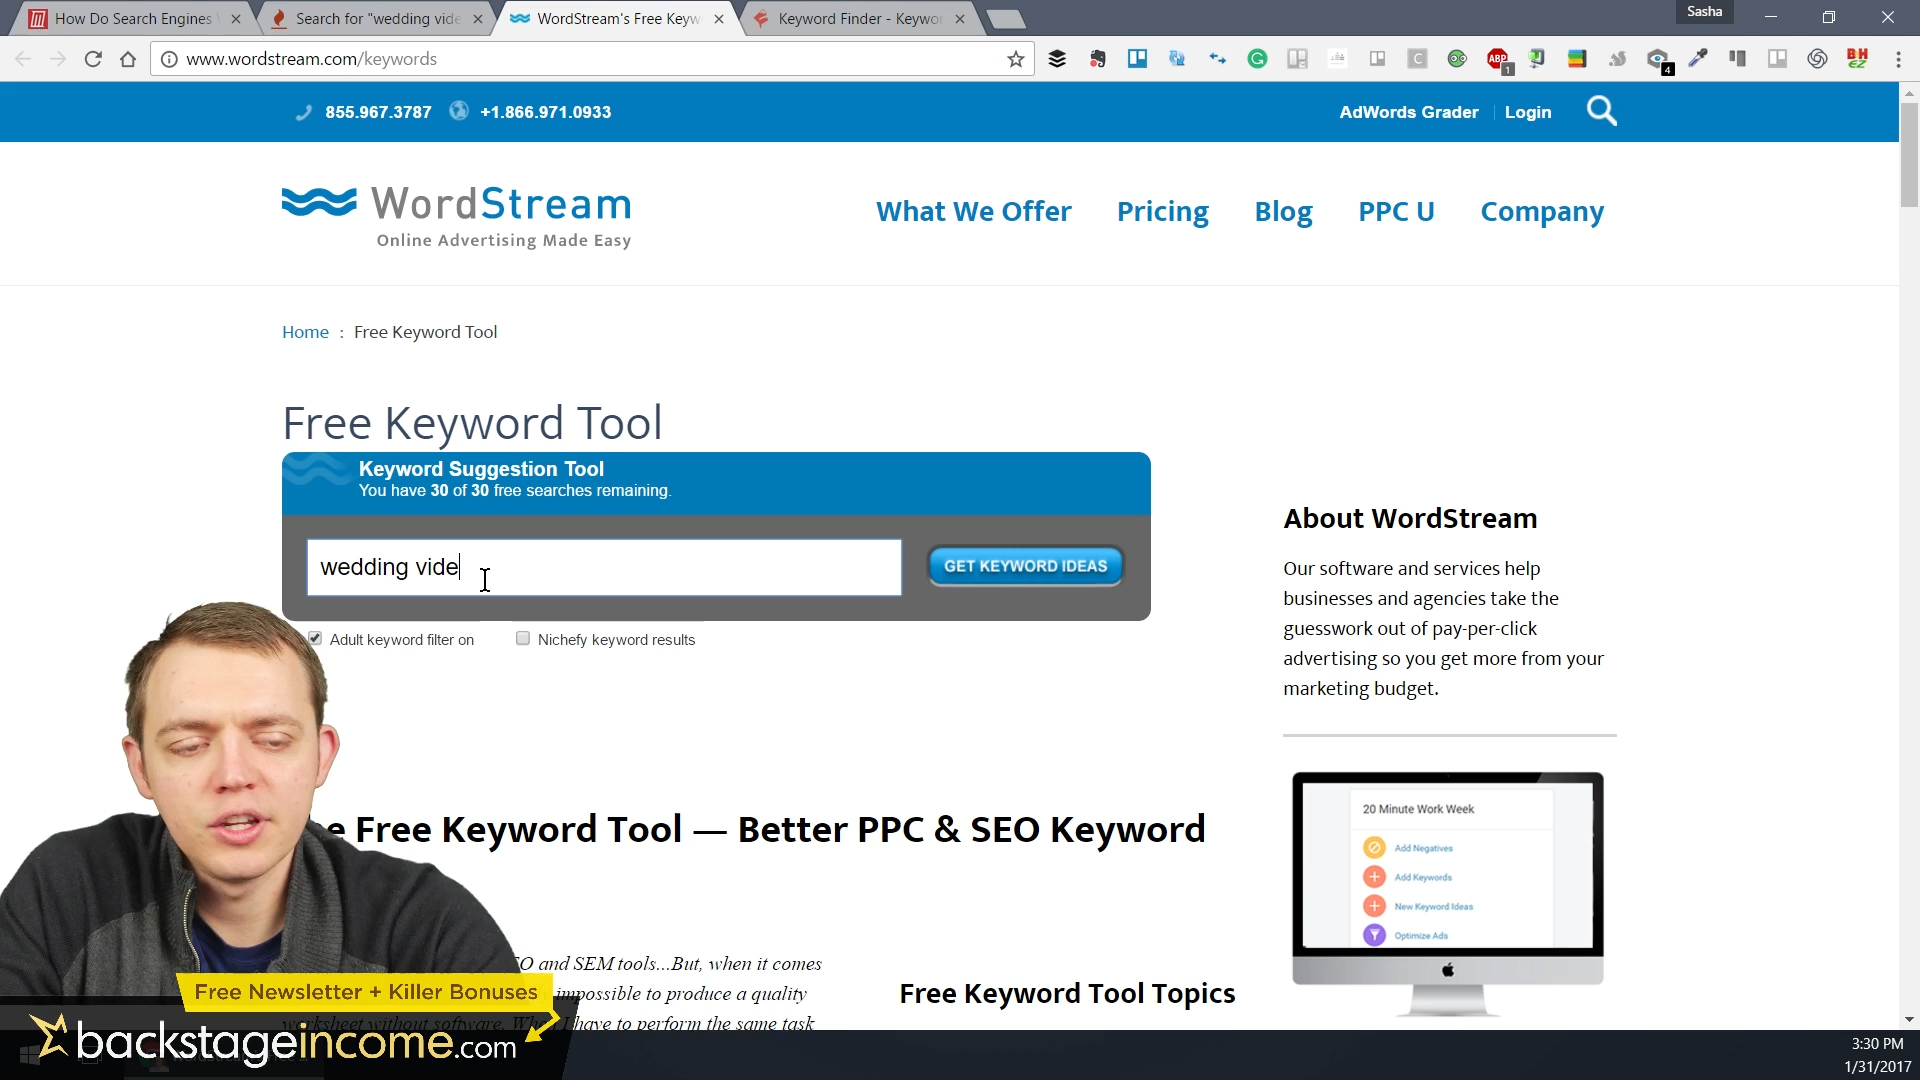 How Do Search Engines
Search for "wedding vide
WordStream's Free Keyw
Keyword Finder - Keywo
Sasha
www.wordstream.com/keywords
1
4
855.967.3787
+1.866.971.0933
AdWords Grader
Login
WordStream
Online Advertising Made Easy
What We Offer
Pricing
Blog
PPC U
Company
Home : Free Keyword Tool
Free Keyword Tool
Keyword Suggestion Tool
You have 30 of 30 free searches remaining.
wedding vide
GET KEYWORD IDEAS
Adult keyword filter on
Nichefy keyword results
About WordStream
Our software and services help
businesses and agencies take the
guesswork out of pay-per-click
advertising so you get more from your
marketing budget.
20 Minute Work Week
Add Negatives
Add Keywords
New Keyword Ideas
Optimize Ads
e Free Keyword Tool — Better PPC & SEO Keyword
O and SEM tools...But, when it comes
impossible to produce a quality
worksheet without software. When I have to perform the same task
Free Keyword Tool Topics
Free Newsletter + Killer Bonuses
backstageincome.com
3:30 PM
1/31/2017